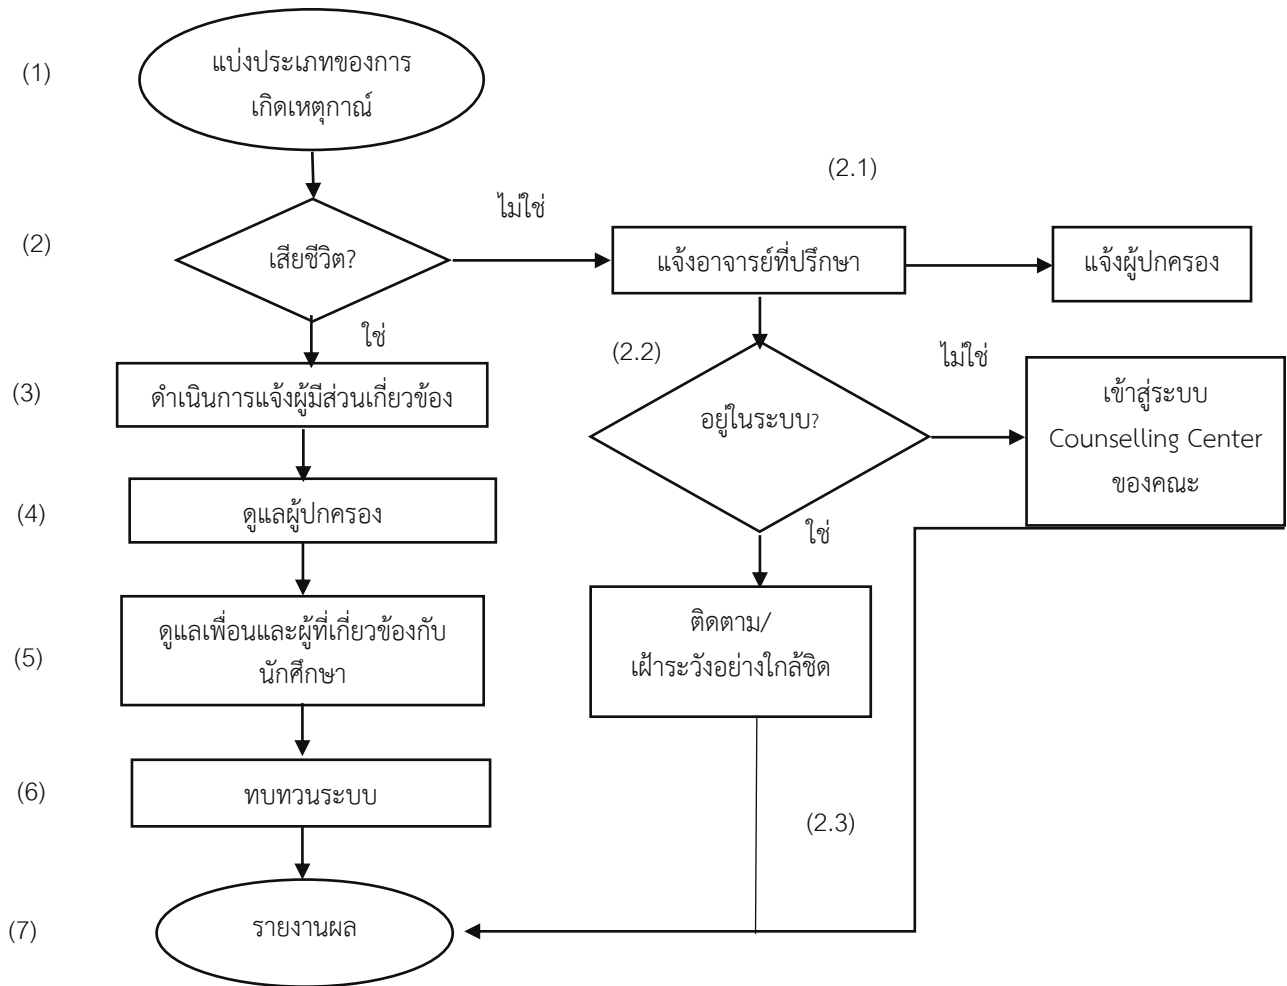 (1)
แบ่งประเภทของการ
เกิดเหตุกาณ์
(2.1)
ไม่ใช่
(2)
เสียชีวิต?
แจ้งอาจารย์ที่ปรึกษา
แจ้งผู้ปกครอง
ใช่
(2.2)
ไม่ใช่
(3)
ดำเนินการแจ้งผู้มีส่วนเกี่ยวข้อง
อยู่ในระบบ?
เข้าสู่ระบบ
Counselling Center
ของคณะ
(4)
ดูแลผู้ปกครอง
ใช่
(5)
ดูแลเพื่อนและผู้ที่เกี่ยวข้องกับ
นักศึกษา
ติดตาม/
เฝ้าระวังอย่างใกล้ชิด
(6)
ทบทวนระบบ
(2.3)
(7)
รายงานผล